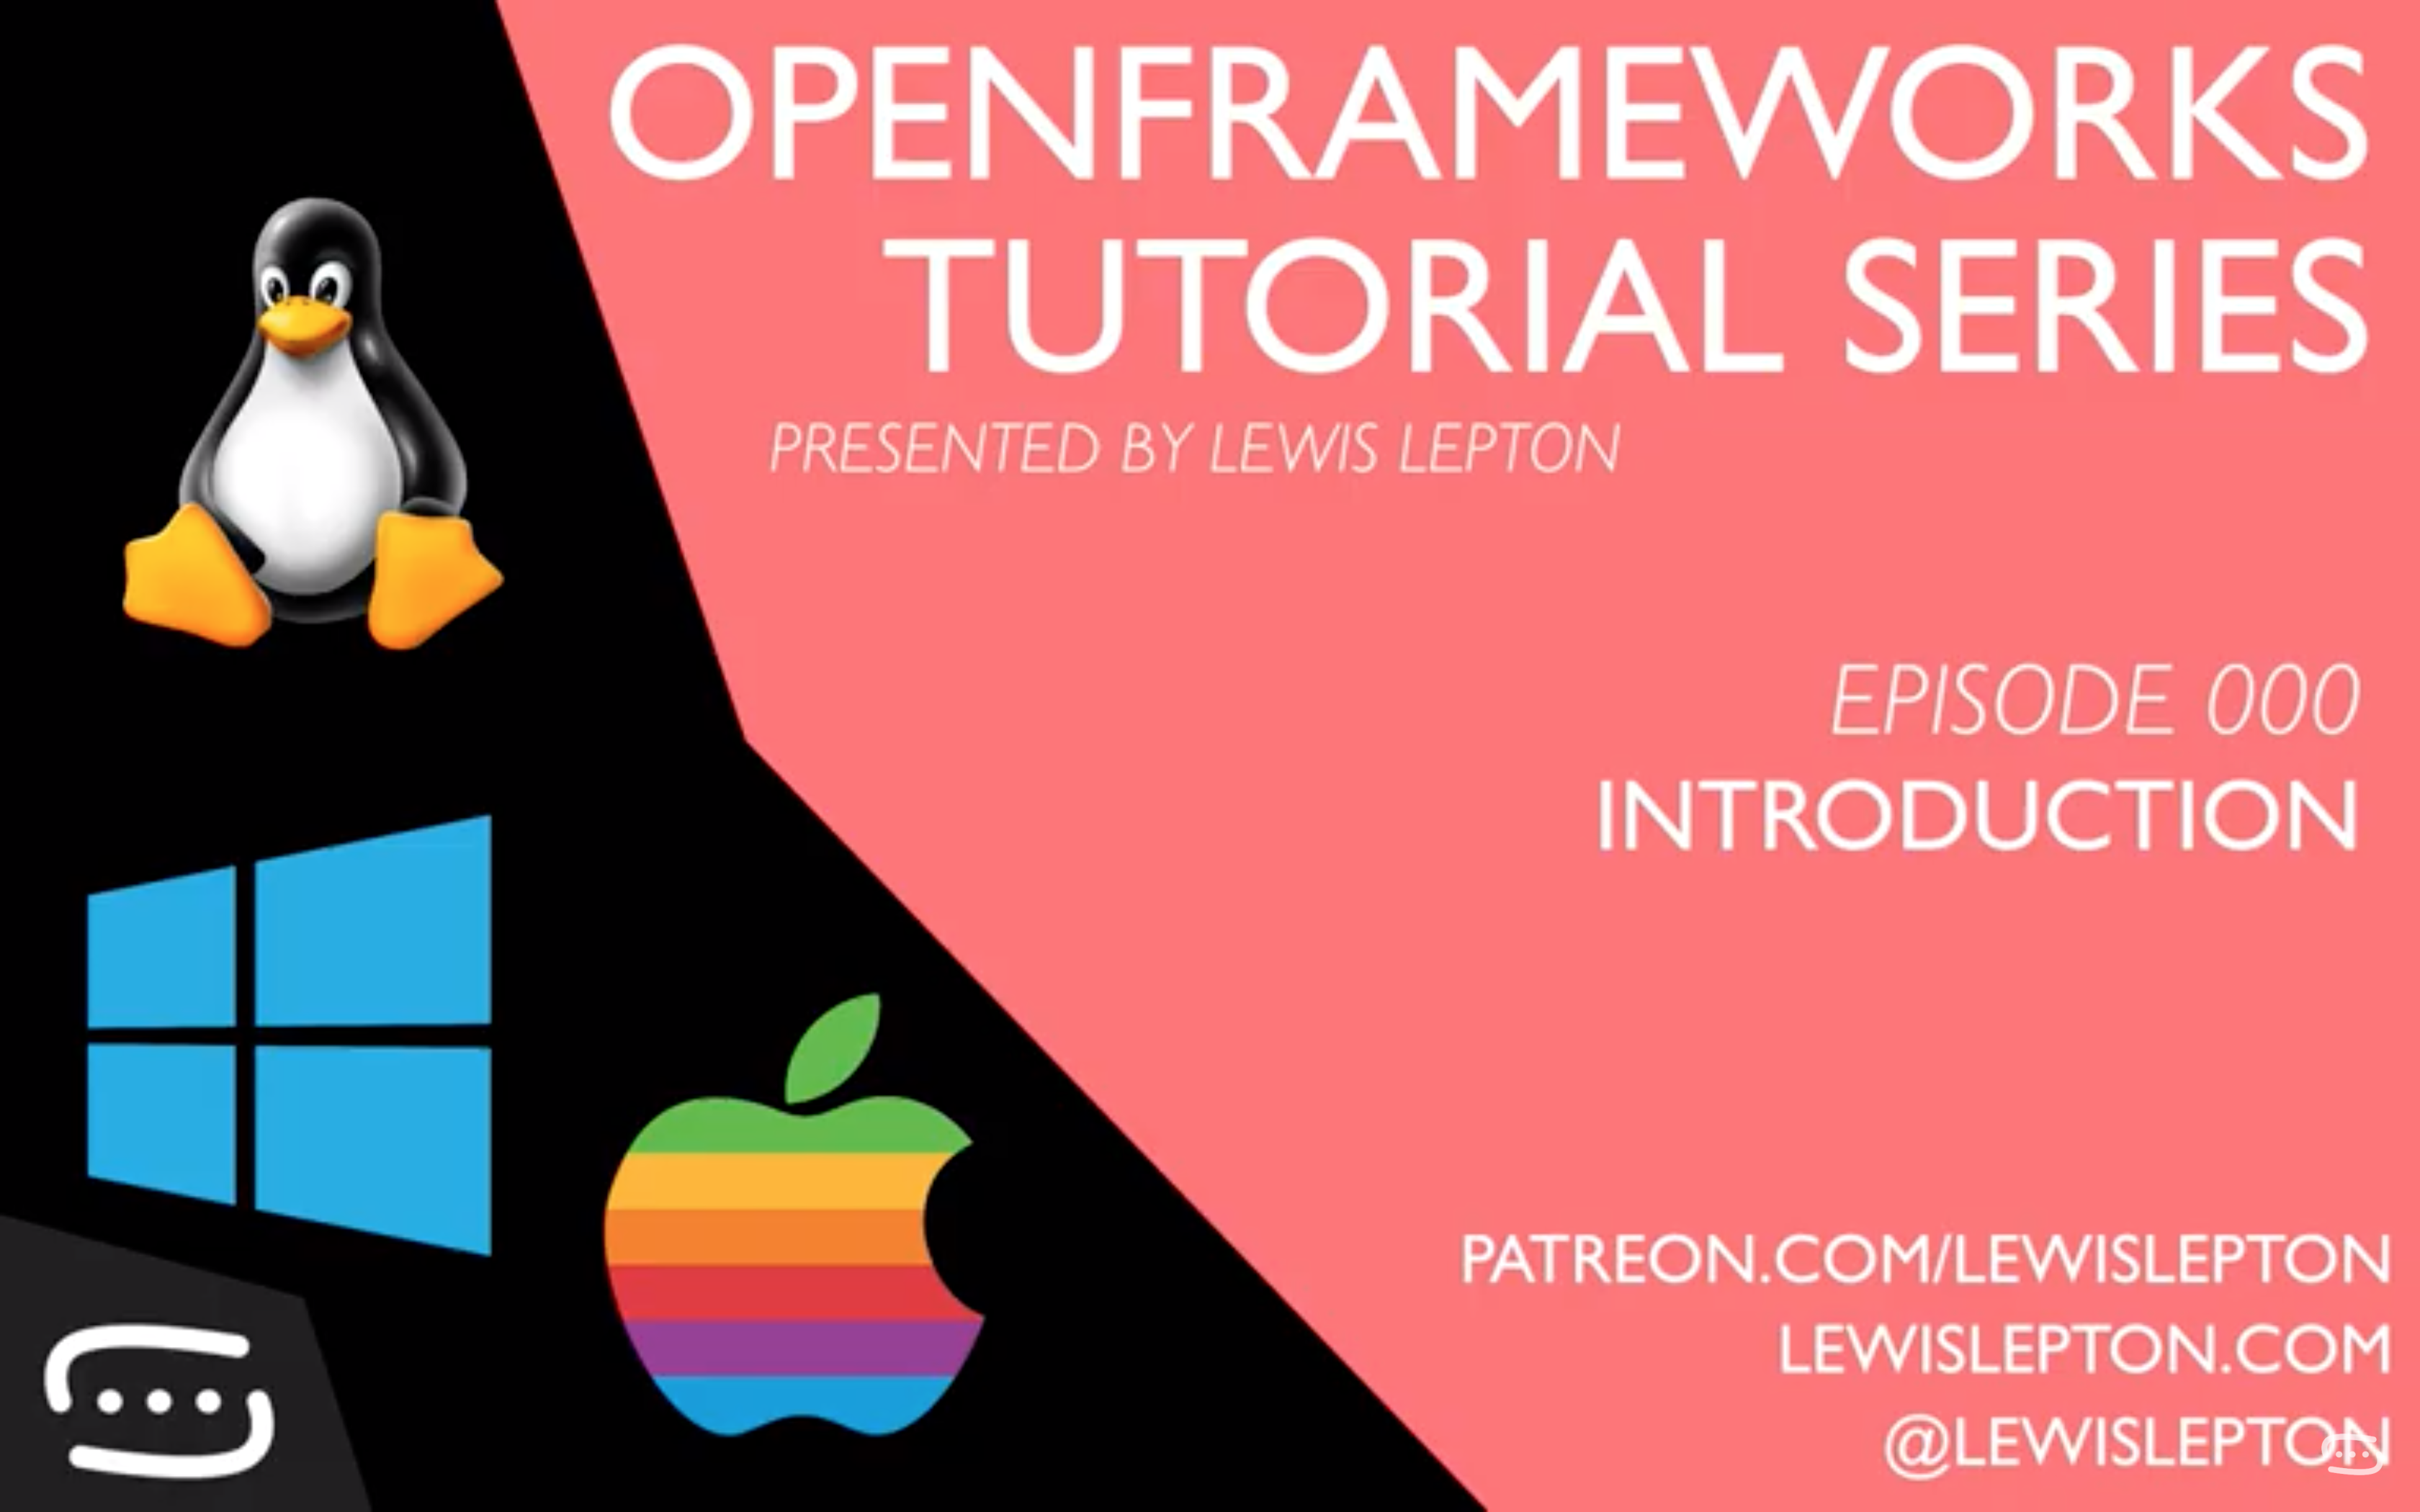 OPENFRAMEWORKS
TUTORIAL SERIES
PRESENTED BY LEWIS LEPTON
EPISODE 000
INTRODUCTION
PATREON.COM/LEWISLEPTON
LEWISLEPTON.COM
@LEWISLEPTON